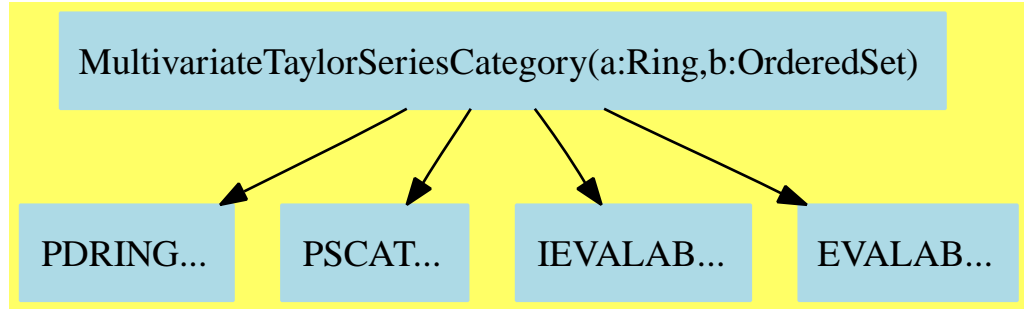 MultivariateTaylorSeriesCategory(a:Ring,b:OrderedSet)
PDRING... PSCAT... IEVALAB... EVALAB...